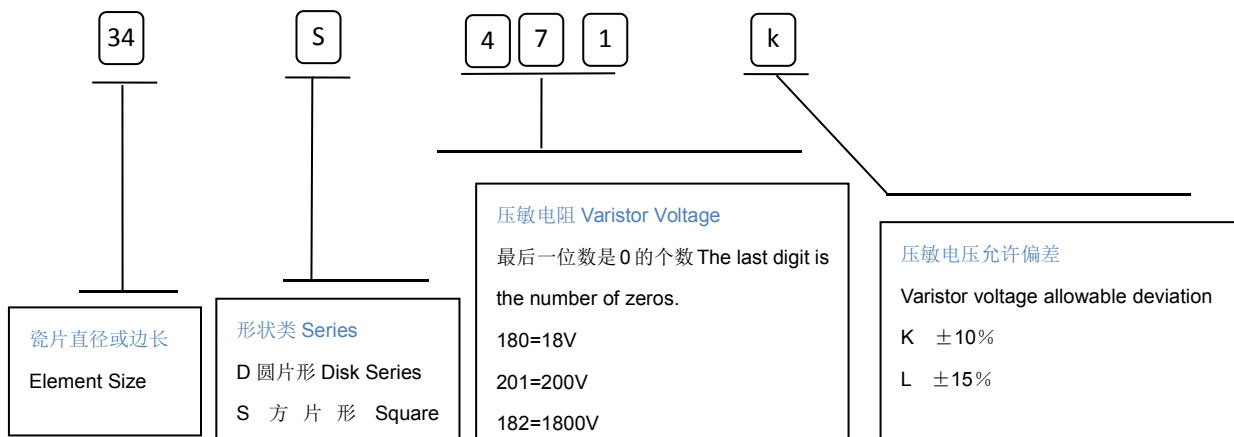 34 S 4 7 1 k
瓷片直径或边长
Element Size
形状类 Series
D 圆片形 Disk Series
S 方 片 形 Square
压敏电阻 Varistor Voltage
最后一位数是 0 的个数 The last digit is
the number of zeros.
180=18V
201=200V
182=1800V
压敏电压允许偏差
Varistor voltage allowable deviation
K ±10%
L ±15%